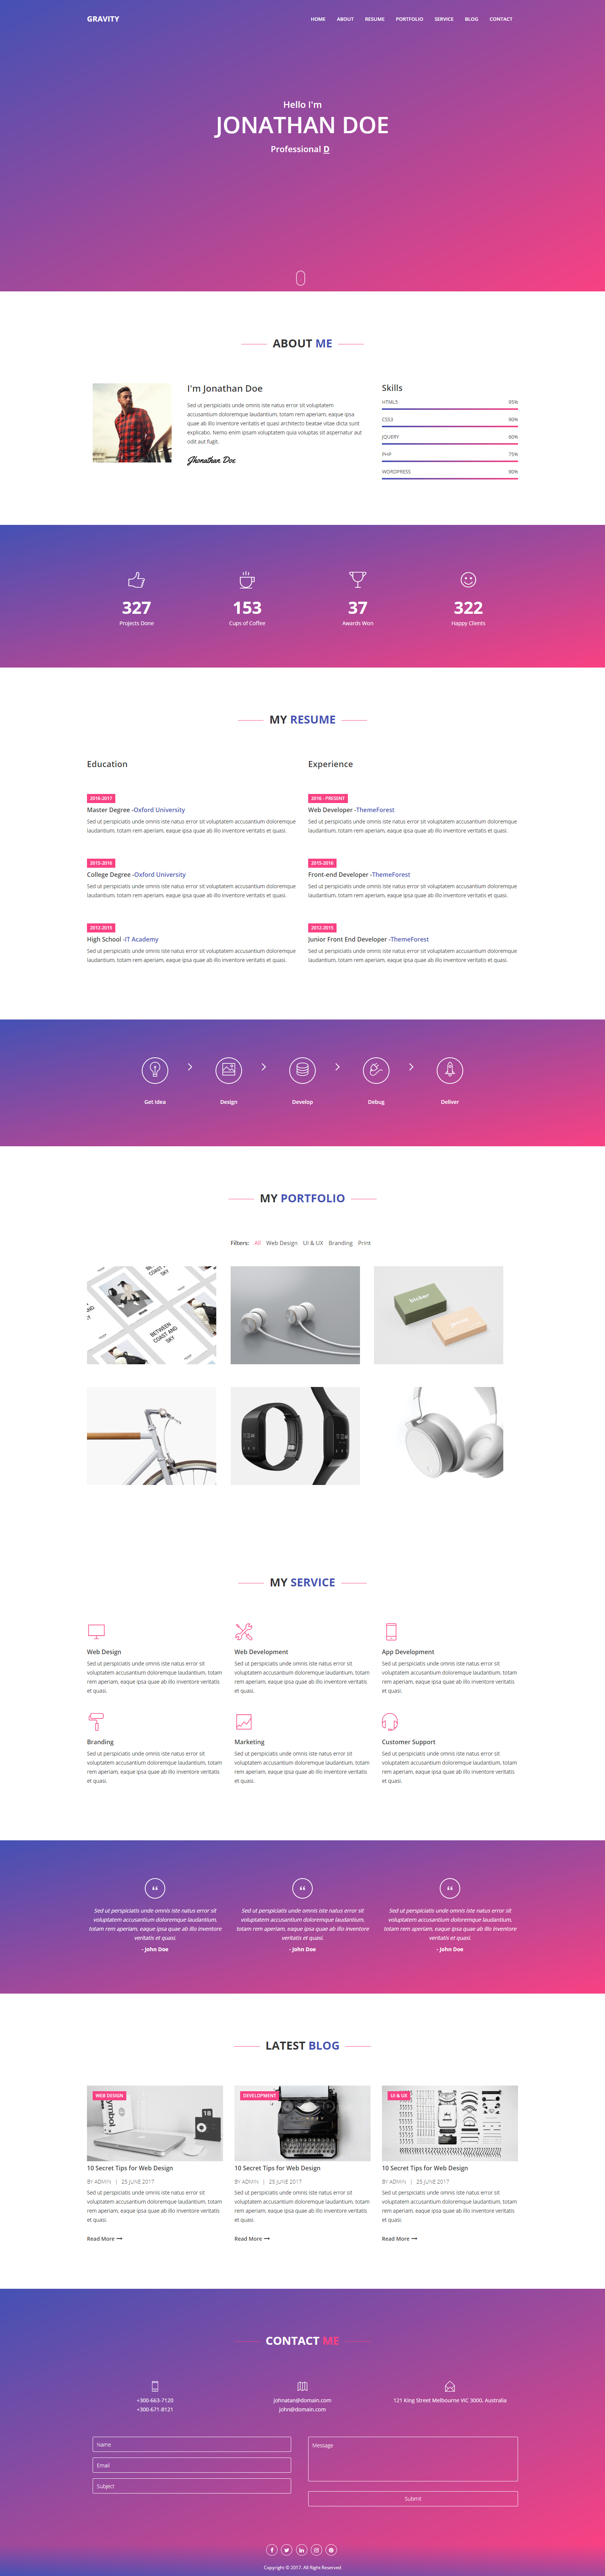 GRAVITY
HOME ABOUT RESUME PORTFOLIO SERVICE BLOG CONTACT
Hello I'm
JONATHAN DOE
Professional D
ABOUT ME
I'm Jonathan Doe
Sed ut perspiciatis unde omnis iste natus error sit voluptatem
accusantium doloremque laudantium, totam rem aperiam, eaque ipsa
quae ab illo inventore veritatis et quasi architecto beatae vitae dicta sunt
explicabo. Nemo enim ipsam voluptatem quia voluptas sit aspernatur aut
odit aut fugit.
Jhonathan Doe
Skills
HTML5 95%
CSS3 90%
JQUERY 60%
PHP 75%
WORDPRESS 90%
327 153 37 322
Projects Done Cups of Coffee Awards Won Happy Clients
MY RESUME
Education
2016-2017
Master Degree -Oxford University
Sed ut perspiciatis unde omnis iste natus error sit voluptatem accusantium doloremque
laudantium, totam rem aperiam, eaque ipsa quae ab illo inventore veritatis et quasi.
2015-2016
College Degree -Oxford University
Sed ut perspiciatis unde omnis iste natus error sit voluptatem accusantium doloremque
laudantium, totam rem aperiam, eaque ipsa quae ab illo inventore veritatis et quasi.
2012-2015
High School -IT Academy
Sed ut perspiciatis unde omnis iste natus error sit voluptatem accusantium doloremque
laudantium, totam rem aperiam, eaque ipsa quae ab illo inventore veritatis et quasi.
Experience
2016 - PRESENT
Web Developer -ThemeForest
Sed ut perspiciatis unde omnis iste natus error sit voluptatem accusantium doloremque
laudantium, totam rem aperiam, eaque ipsa quae ab illo inventore veritatis et quasi.
2015-2016
Front-end Developer -ThemeForest
Sed ut perspiciatis unde omnis iste natus error sit voluptatem accusantium doloremque
laudantium, totam rem aperiam, eaque ipsa quae ab illo inventore veritatis et quasi.
2012-2015
Junior Front End Developer -ThemeForest
Sed ut perspiciatis unde omnis iste natus error sit voluptatem accusantium doloremque
laudantium, totam rem aperiam, eaque ipsa quae ab illo inventore veritatis et quasi.
Get Idea Design Develop Debug Deliver
MY PORTFOLIO
Filters: All Web Design UI & UX Branding Print
BETWEEN
COAST AND
SKY
MY SERVICE
Web Design
Sed ut perspiciatis unde omnis iste natus error sit
voluptatem accusantium doloremque laudantium, totam
rem aperiam, eaque ipsa quae ab illo inventore veritatis
et quasi.
Web Development
Sed ut perspiciatis unde omnis iste natus error sit
voluptatem accusantium doloremque laudantium, totam
rem aperiam, eaque ipsa quae ab illo inventore veritatis
et quasi.
App Development
Sed ut perspiciatis unde omnis iste natus error sit
voluptatem accusantium doloremque laudantium, totam
rem aperiam, eaque ipsa quae ab illo inventore veritatis
et quasi.
Branding
Sed ut perspiciatis unde omnis iste natus error sit
voluptatem accusantium doloremque laudantium, totam
rem aperiam, eaque ipsa quae ab illo inventore veritatis
et quasi.
Marketing
Sed ut perspiciatis unde omnis iste natus error sit
voluptatem accusantium doloremque laudantium, totam
rem aperiam, eaque ipsa quae ab illo inventore veritatis
et quasi.
Customer Support
Sed ut perspiciatis unde omnis iste natus error sit
voluptatem accusantium doloremque laudantium, totam
rem aperiam, eaque ipsa quae ab illo inventore veritatis
et quasi.
Sed ut perspiciatis unde omnis iste natus error sit
voluptatem accusantium doloremque laudantium,
totam rem aperiam, eaque ipsa quae ab illo inventore
veritatis et quasi.
- John Doe
Sed ut perspiciatis unde omnis iste natus error sit
voluptatem accusantium doloremque laudantium,
totam rem aperiam, eaque ipsa quae ab illo inventore
veritatis et quasi.
- John Doe
Sed ut perspiciatis unde omnis iste natus error sit
voluptatem accusantium doloremque laudantium,
totam rem aperiam, eaque ipsa quae ab illo inventore
veritatis et quasi.
- John Doe
LATEST BLOG
WEB DESIGN
18
10 Secret Tips for Web Design
BY ADMIN | 25 JUNE 2017
Sed ut perspiciatis unde omnis iste natus error sit
voluptatem accusantium doloremque laudantium, totam
rem aperiam, eaque ipsa quae ab illo inventore veritatis
et quasi.
Read More
DEVELOPMENT
10 Secret Tips for Web Design
BY ADMIN | 25 JUNE 2017
Sed ut perspiciatis unde omnis iste natus error sit
voluptatem accusantium doloremque laudantium, totam
rem aperiam, eaque ipsa quae ab illo inventore veritatis
et quasi.
Read More
UI & UX
10 Secret Tips for Web Design
BY ADMIN | 25 JUNE 2017
Sed ut perspiciatis unde omnis iste natus error sit
voluptatem accusantium doloremque laudantium, totam
rem aperiam, eaque ipsa quae ab illo inventore veritatis
et quasi.
Read More
CONTACT ME
+300-663-7120
+300-671-8121
johnatan@domain.com
john@domain.com
121 King Street Melbourne VIC 3000, Australia
Name
Email
Subject
Message
Submit
Copyright © 2017. All Right Reserved